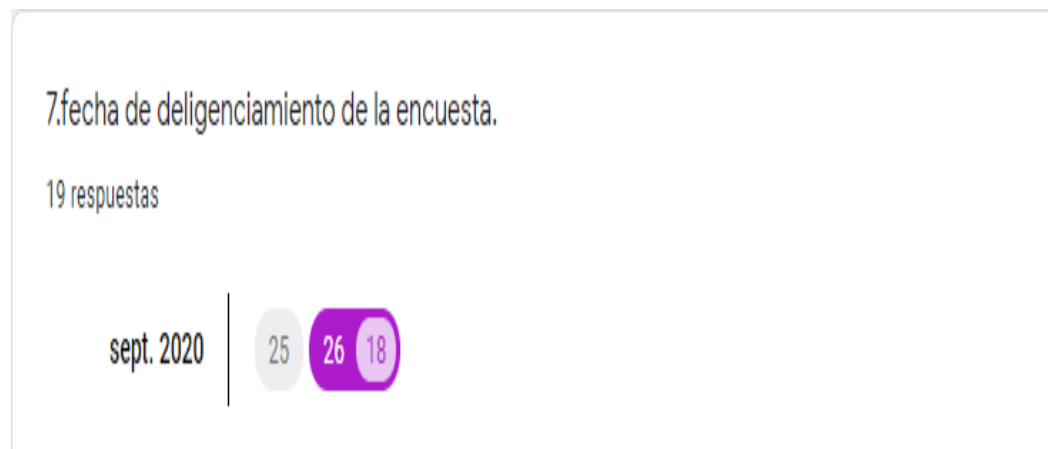 7.fecha de deligenciamiento de la encuesta.
19 respuestas
sept. 2020 25 26 18